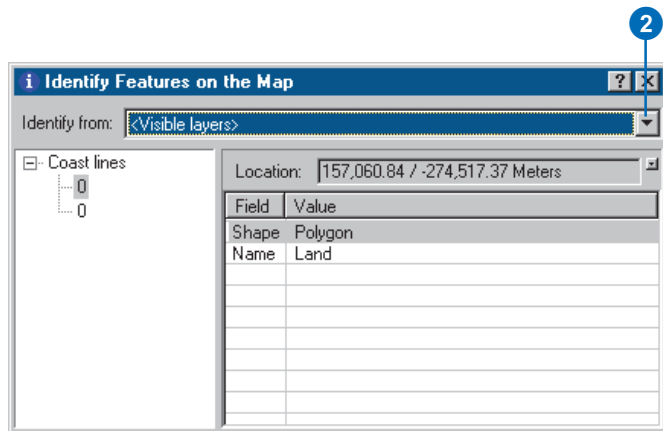 2
i Identify Features on the Map ? X
Identify from: <Visible layers>
Coast lines
0
0
Location: 157,060.84 / -274,517.37 Meters
Field Value
Shape Polygon
Name Land